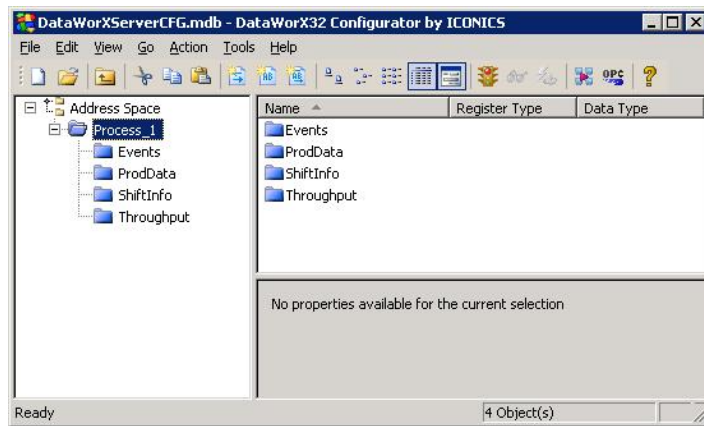 DataWorXServerCFG.mdb - DataWorX32 Configurator by ICONICS
File Edit View Go Action Tools Help
OPC
Address Space
Process_1
Events
ProdData
ShiftInfo
Throughput
Name Register Type Data Type
Events
ProdData
ShiftInfo
Throughput
No properties available for the current selection
Ready 4 Object(s)